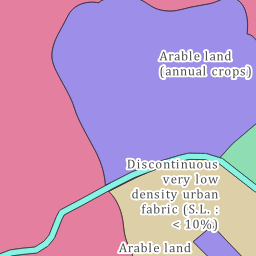 Arable land
(annual crops)
Discontinuous
very low
density urban
fabric (S.L. :
< 10%)
Arable land